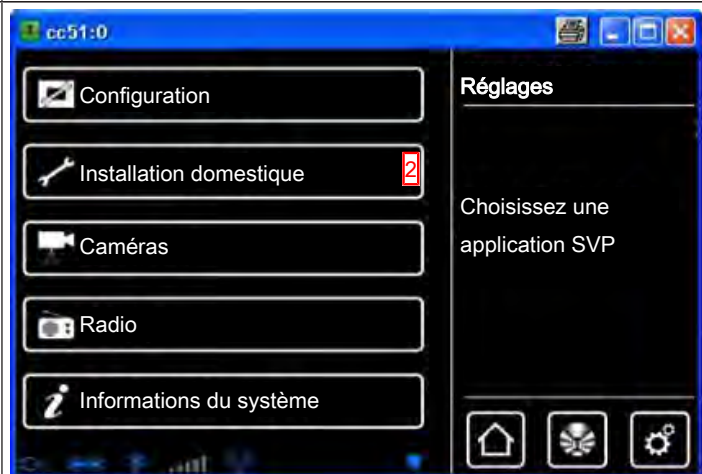 cc51:0
Configuration
Installation domestique 2
Caméras
Radio
Informations du système
Réglages
Choisissez une
application SVP